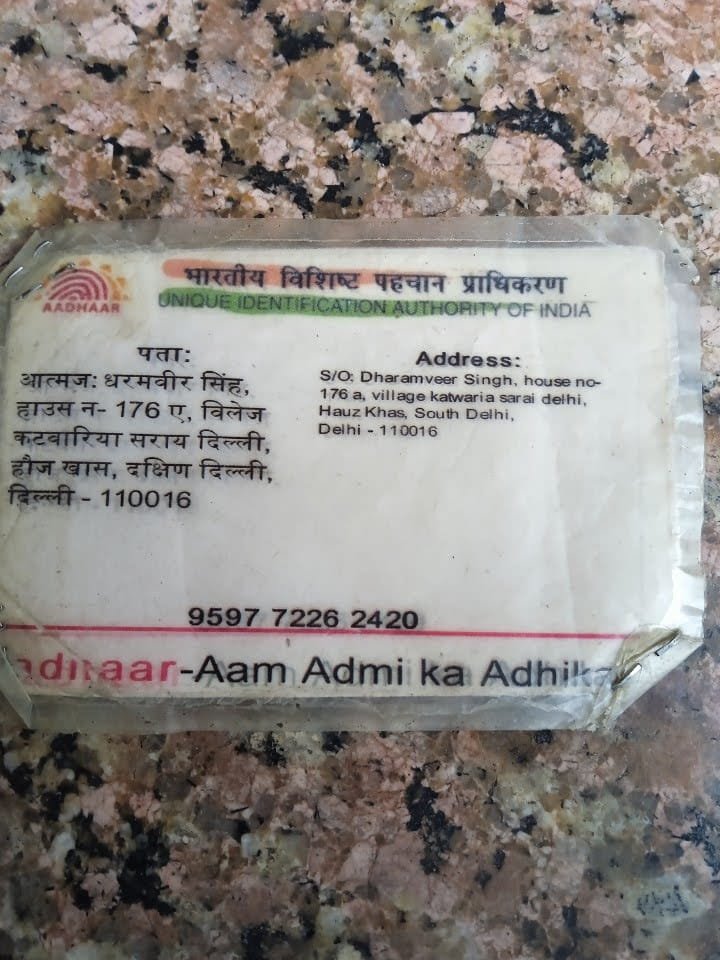 AADHAAR
भारतीय विशिष्ट पहचान प्राधिकरण
UNIQUE IDENTIFICATION AUTHORITY OF INDIA
पता:
आत्मज: धरमवीर सिंह,
हाउस न- 176 ए, विलेज
कटवारिया सराय दिल्ली,
हौज खास, दक्षिण दिल्ली,
दिल्ली - 110016
Address:
S/O: Dharamveer Singh, house no-
176 a, village katwaria sarai delhi,
Hauz Khas, South Delhi,
Delhi - 110016
9597 7226 2420
-Aam Admi ka